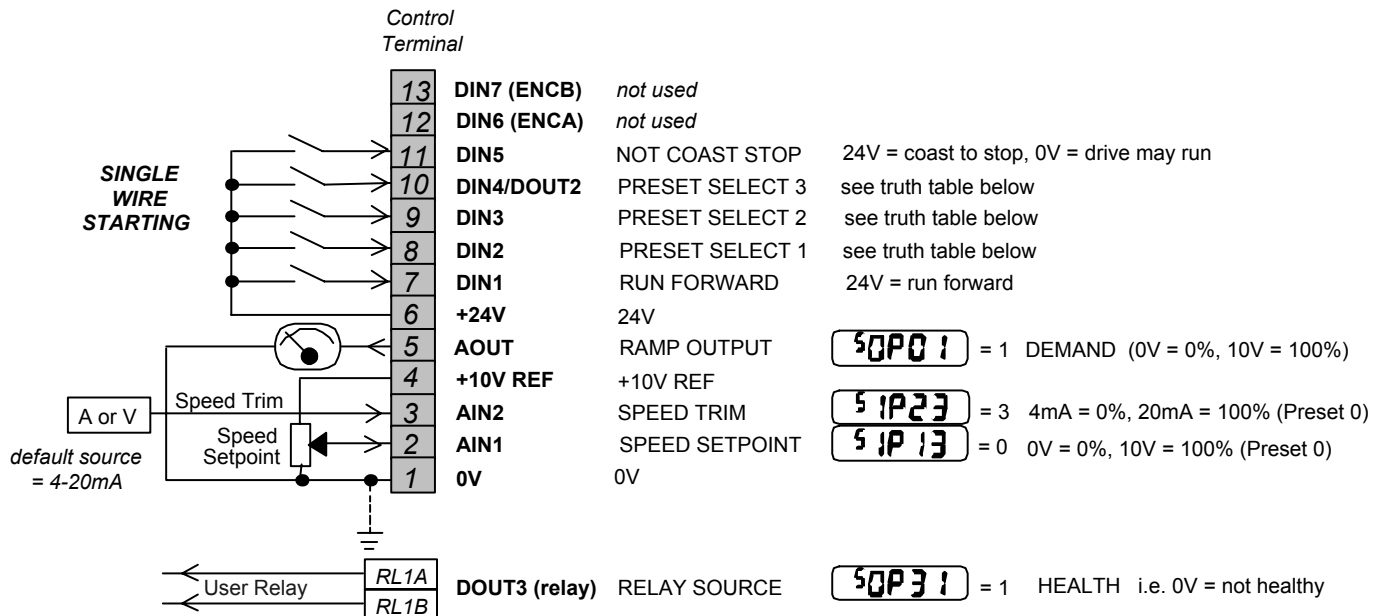 Control
Terminal
13 DIN7 (ENCB) not used
12 DIN6 (ENCA) not used
11 DIN5 NOT COAST STOP 24V = coast to stop, 0V = drive may run
SINGLE
WIRE
STARTING
10 DIN4/DOUT2 PRESET SELECT 3 see truth table below
9 DIN3 PRESET SELECT 2 see truth table below
8 DIN2 PRESET SELECT 1 see truth table below
7 DIN1 RUN FORWARD 24V = run forward
6 +24V 24V
5 AOUT RAMP OUTPUT SOP01 = 1 DEMAND (0V = 0%, 10V = 100%)
4 +10V REF +10V REF
A or V Speed Trim 3 AIN2 SPEED TRIM SIP23 = 3 4mA = 0%, 20mA = 100% (Preset 0)
Speed
Setpoint
2 AIN1 SPEED SETPOINT SIP13 = 0 0V = 0%, 10V = 100% (Preset 0)
default source
= 4-20mA
1 0V 0V
User Relay
RL1A
RL1B
DOUT3 (relay) RELAY SOURCE SOP31 = 1 HEALTH i.e. 0V = not healthy